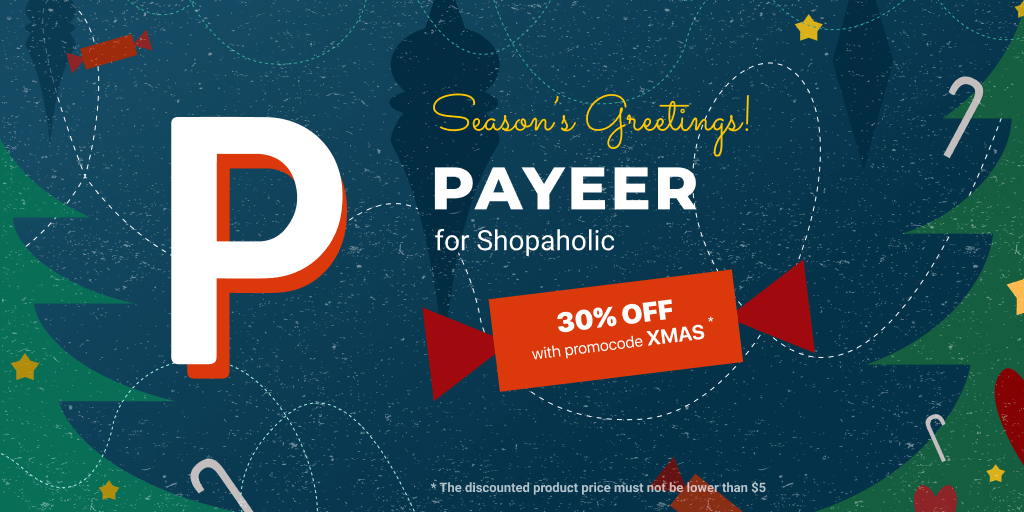 P
Season's Greetings!
PAYEER
for Shopaholic
30% OFF
with promocode XMAS *
* The discounted product price must not be lower than $5